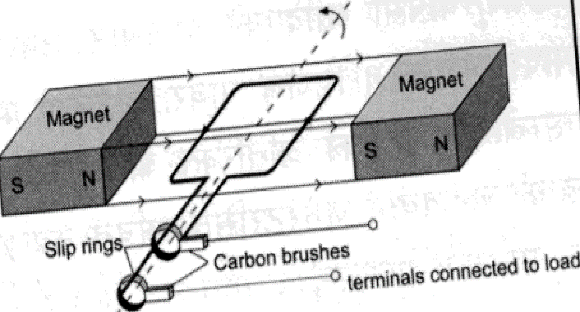 Magnet
Magnet
S N
S N
Slip rings
Carbon brushes
terminals connected to load